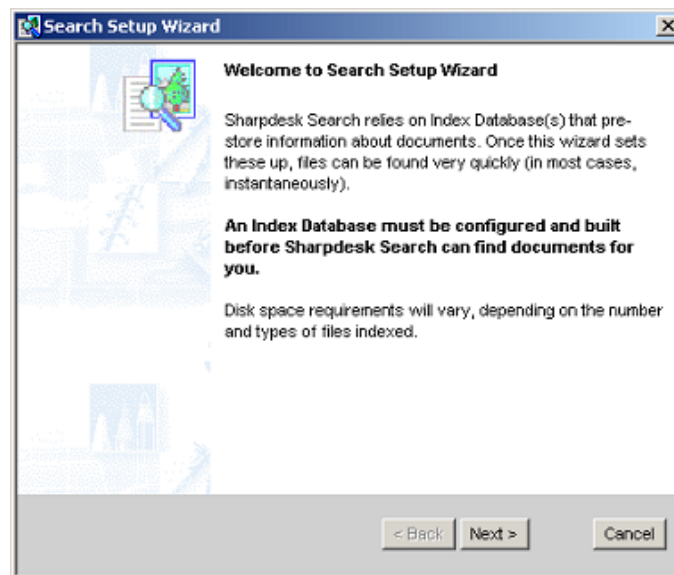 Search Setup Wizard
Welcome to Search Setup Wizard
Sharpdesk Search relies on Index Database(s) that pre-
store information about documents. Once this wizard sets
these up, files can be found very quickly (in most cases,
instantaneously).
An Index Database must be configured and built
before Sharpdesk Search can find documents for
you.
Disk space requirements will vary, depending on the number
and types of files indexed.
< Back Next > Cancel